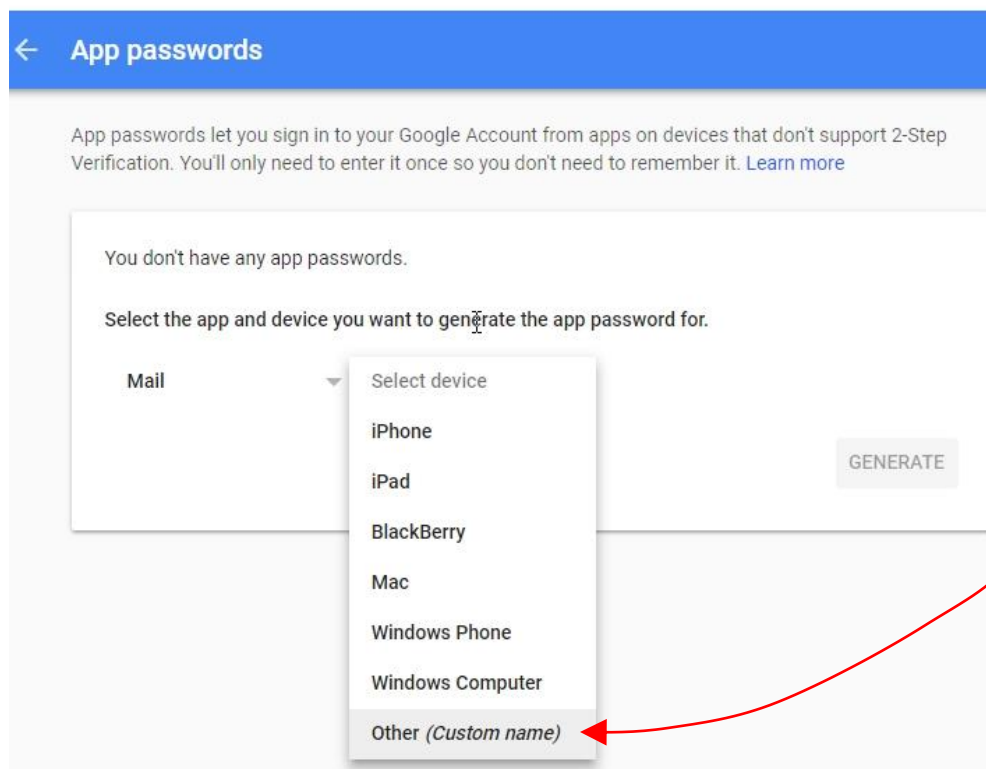 App passwords
App passwords let you sign in to your Google Account from apps on devices that don't support 2-Step
Verification. You'll only need to enter it once so you don't need to remember it. Learn more
You don't have any app passwords.
Select the app and device you want to generate the app password for.
Mail
Select device
iPhone
iPad
BlackBerry
Mac
Windows Phone
Windows Computer
Other (Custom name)
GENERATE